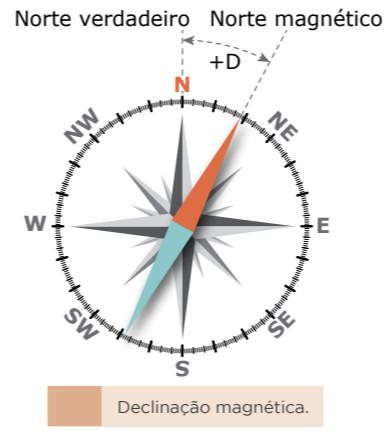 Norte verdadeiro Norte magnético
+D
N
NW NE
W E
SW SE
S
Declinação magnética.